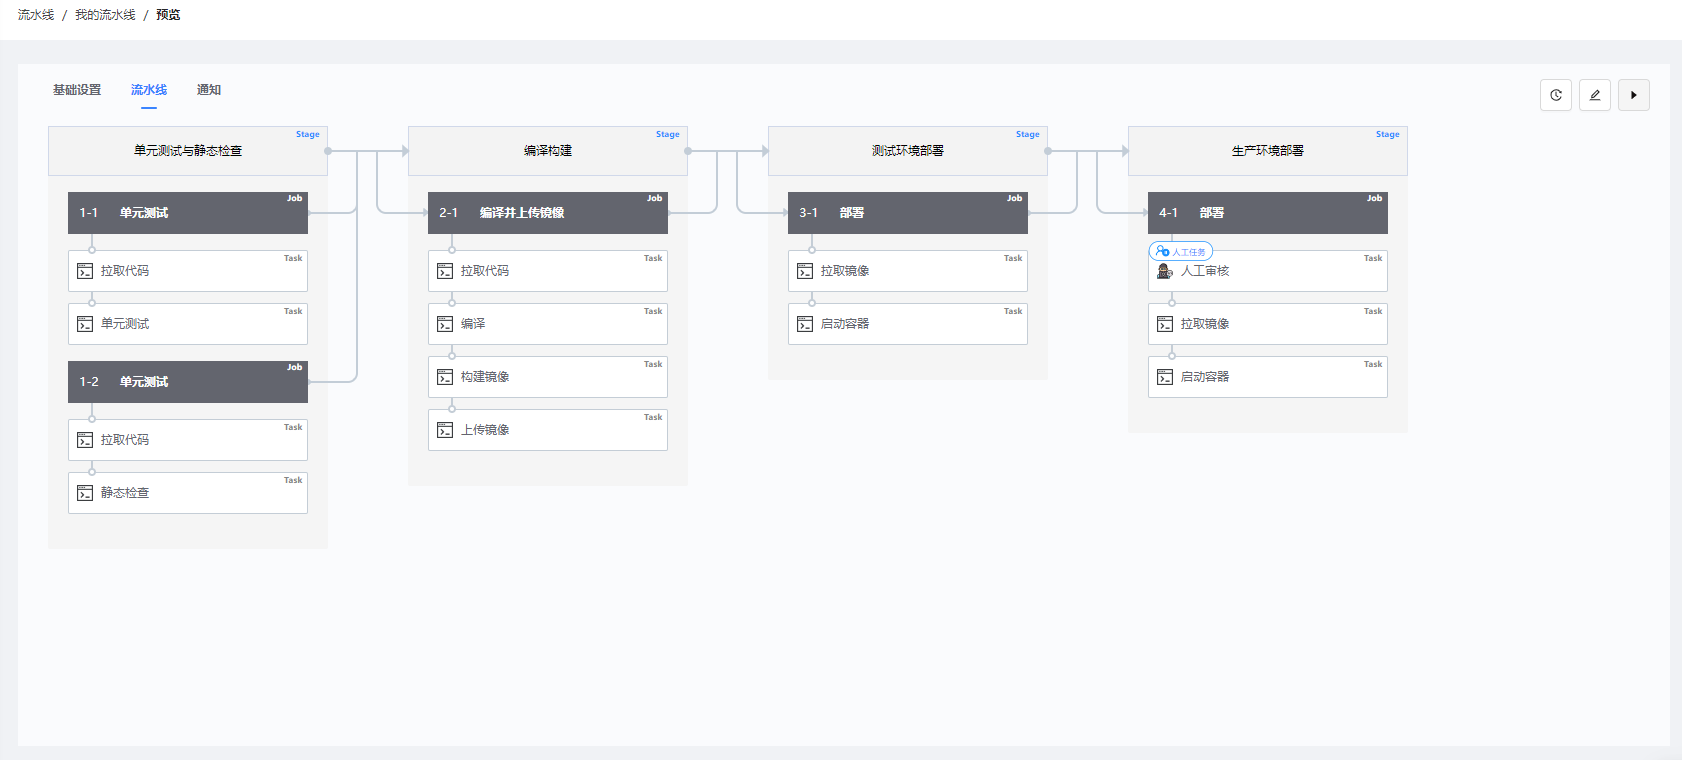 流水线 / 我的流水线 / 预览
基础设置 流水线 通知
Stage
单元测试与静态检查
Job
1-1 单元测试
Task
拉取代码
Task
单元测试
Job
1-2 单元测试
Task
拉取代码
Task
静态检查
Stage
编译构建
Job
2-1 编译并上传镜像
Task
拉取代码
Task
编译
Task
构建镜像
Task
上传镜像
Stage
测试环境部署
Job
3-1 部署
Task
拉取镜像
Task
启动容器
Stage
生产环境部署
Job
4-1 部署
人工任务
Task
人工审核
Task
拉取镜像
Task
启动容器